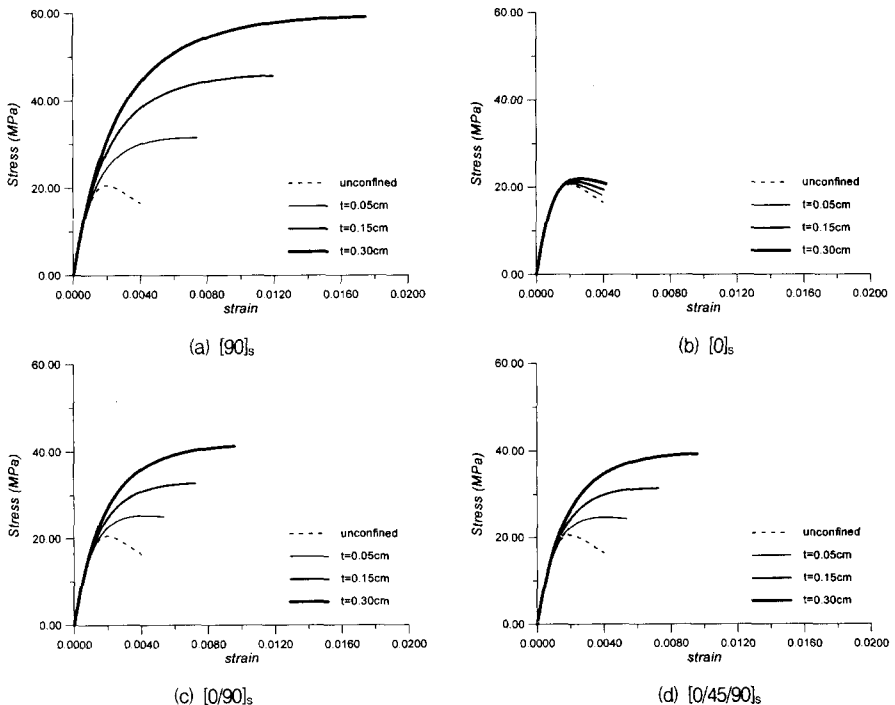 60.00
40.00
20.00
0.00
Stress (MPa)
unconfined
t=0.05cm
t=0.15cm
t=0.30cm
0.0000 0.0040 0.0080 0.0120 0.0160 0.0200
strain
(a) [90]s
60.00
40.00
20.00
0.00
Stress (MPa)
unconfined
t=0.05cm
t=0.15cm
t=0.30cm
0.0000 0.0040 0.0080 0.0120 0.0160 0.0200
strain
(b) [0]s
60.00
40.00
20.00
0.00
Stress (MPa)
unconfined
t=0.05cm
t=0.15cm
t=0.30cm
0.0000 0.0040 0.0080 0.0120 0.0160 0.0200
strain
(c) [0/90]s
60.00
40.00
20.00
0.00
Stress (MPa)
unconfined
t=0.05cm
t=0.15cm
t=0.30cm
0.0000 0.0040 0.0080 0.0120 0.0160 0.0200
strain
(d) [0/45/90]s